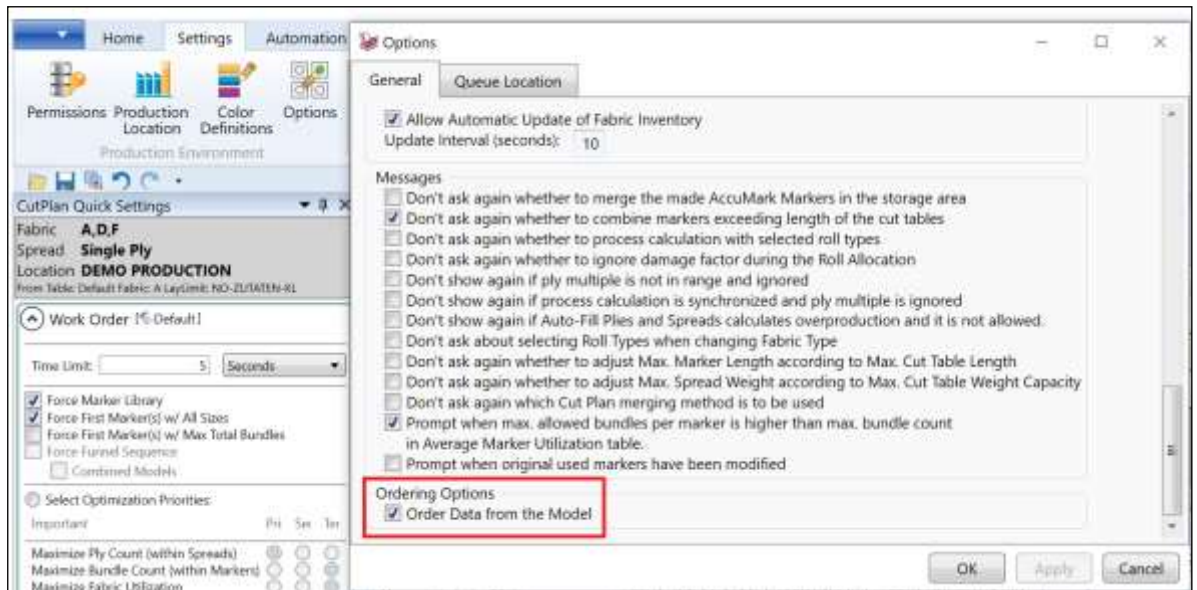 Home Settings Automation
Permissions Production Location Color Definitions Options
Production Environment
CutPlan Quick Settings
Fabric A,D,F
Spread Single Ply
Location DEMO PRODUCTION
From Table: Default Fabric: A LayLimit: NO-ZUTATEN-XL
Work Order [-Default]
Time Limit: 5 Seconds
Force Marker Library
Force First Marker(s) w/ All Sizes
Force First Marker(s) w/ Max Total Bundles
Force Funnel Sequence
Combined Models
Select Optimization Priorities:
Important Pri Sec Ter
Maximize Ply Count (within Spreads)
Maximize Bundle Count (within Markers)
Maximize Fabric Utilization
Options
General Queue Location
Allow Automatic Update of Fabric Inventory
Update Interval (seconds): 10
Messages
Don't ask again whether to merge the made AccuMark Markers in the storage area
Don't ask again whether to combine markers exceeding length of the cut tables
Don't ask again whether to process calculation with selected roll types
Don't ask again whether to ignore damage factor during the Roll Allocation
Don't show again if ply multiple is not in range and ignored
Don't show again if process calculation is synchronized and ply multiple is ignored
Don't show again if Auto-Fill Plies and Spreads calculates overproduction and it is not allowed.
Don't ask about selecting Roll Types when changing Fabric Type
Don't ask again whether to adjust Max. Marker Length according to Max. Cut Table Length
Don't ask again whether to adjust Max. Spread Weight according to Max. Cut Table Weight Capacity
Don't ask again which Cut Plan merging method is to be used
Prompt when max. allowed bundles per marker is higher than max. bundle count
in Average Marker Utilization table.
Prompt when original used markers have been modified
Ordering Options
Order Data from the Model
OK Apply Cancel